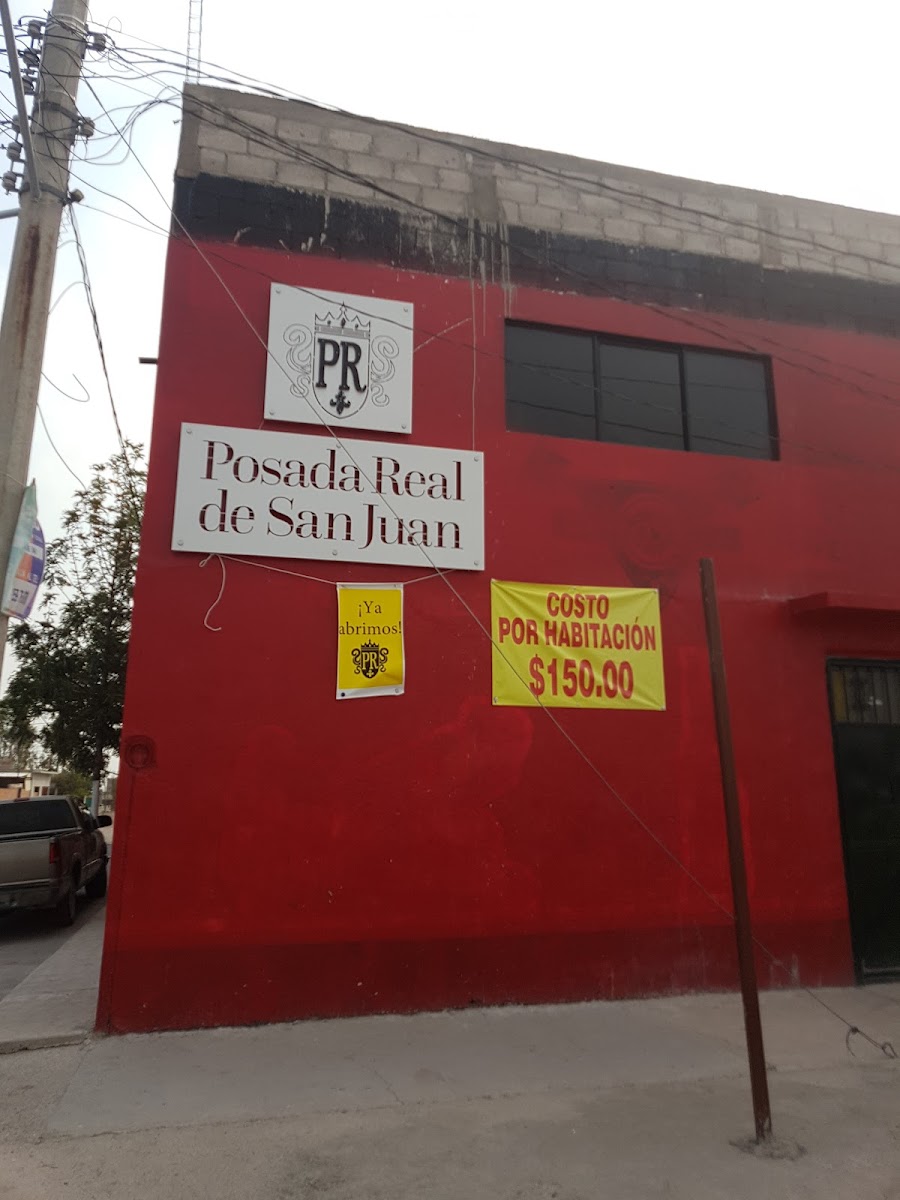 PR
Posada Real
de San Juan
¡Ya
abrimos!
PR
COSTO
POR HABITACIÓN
$150.00